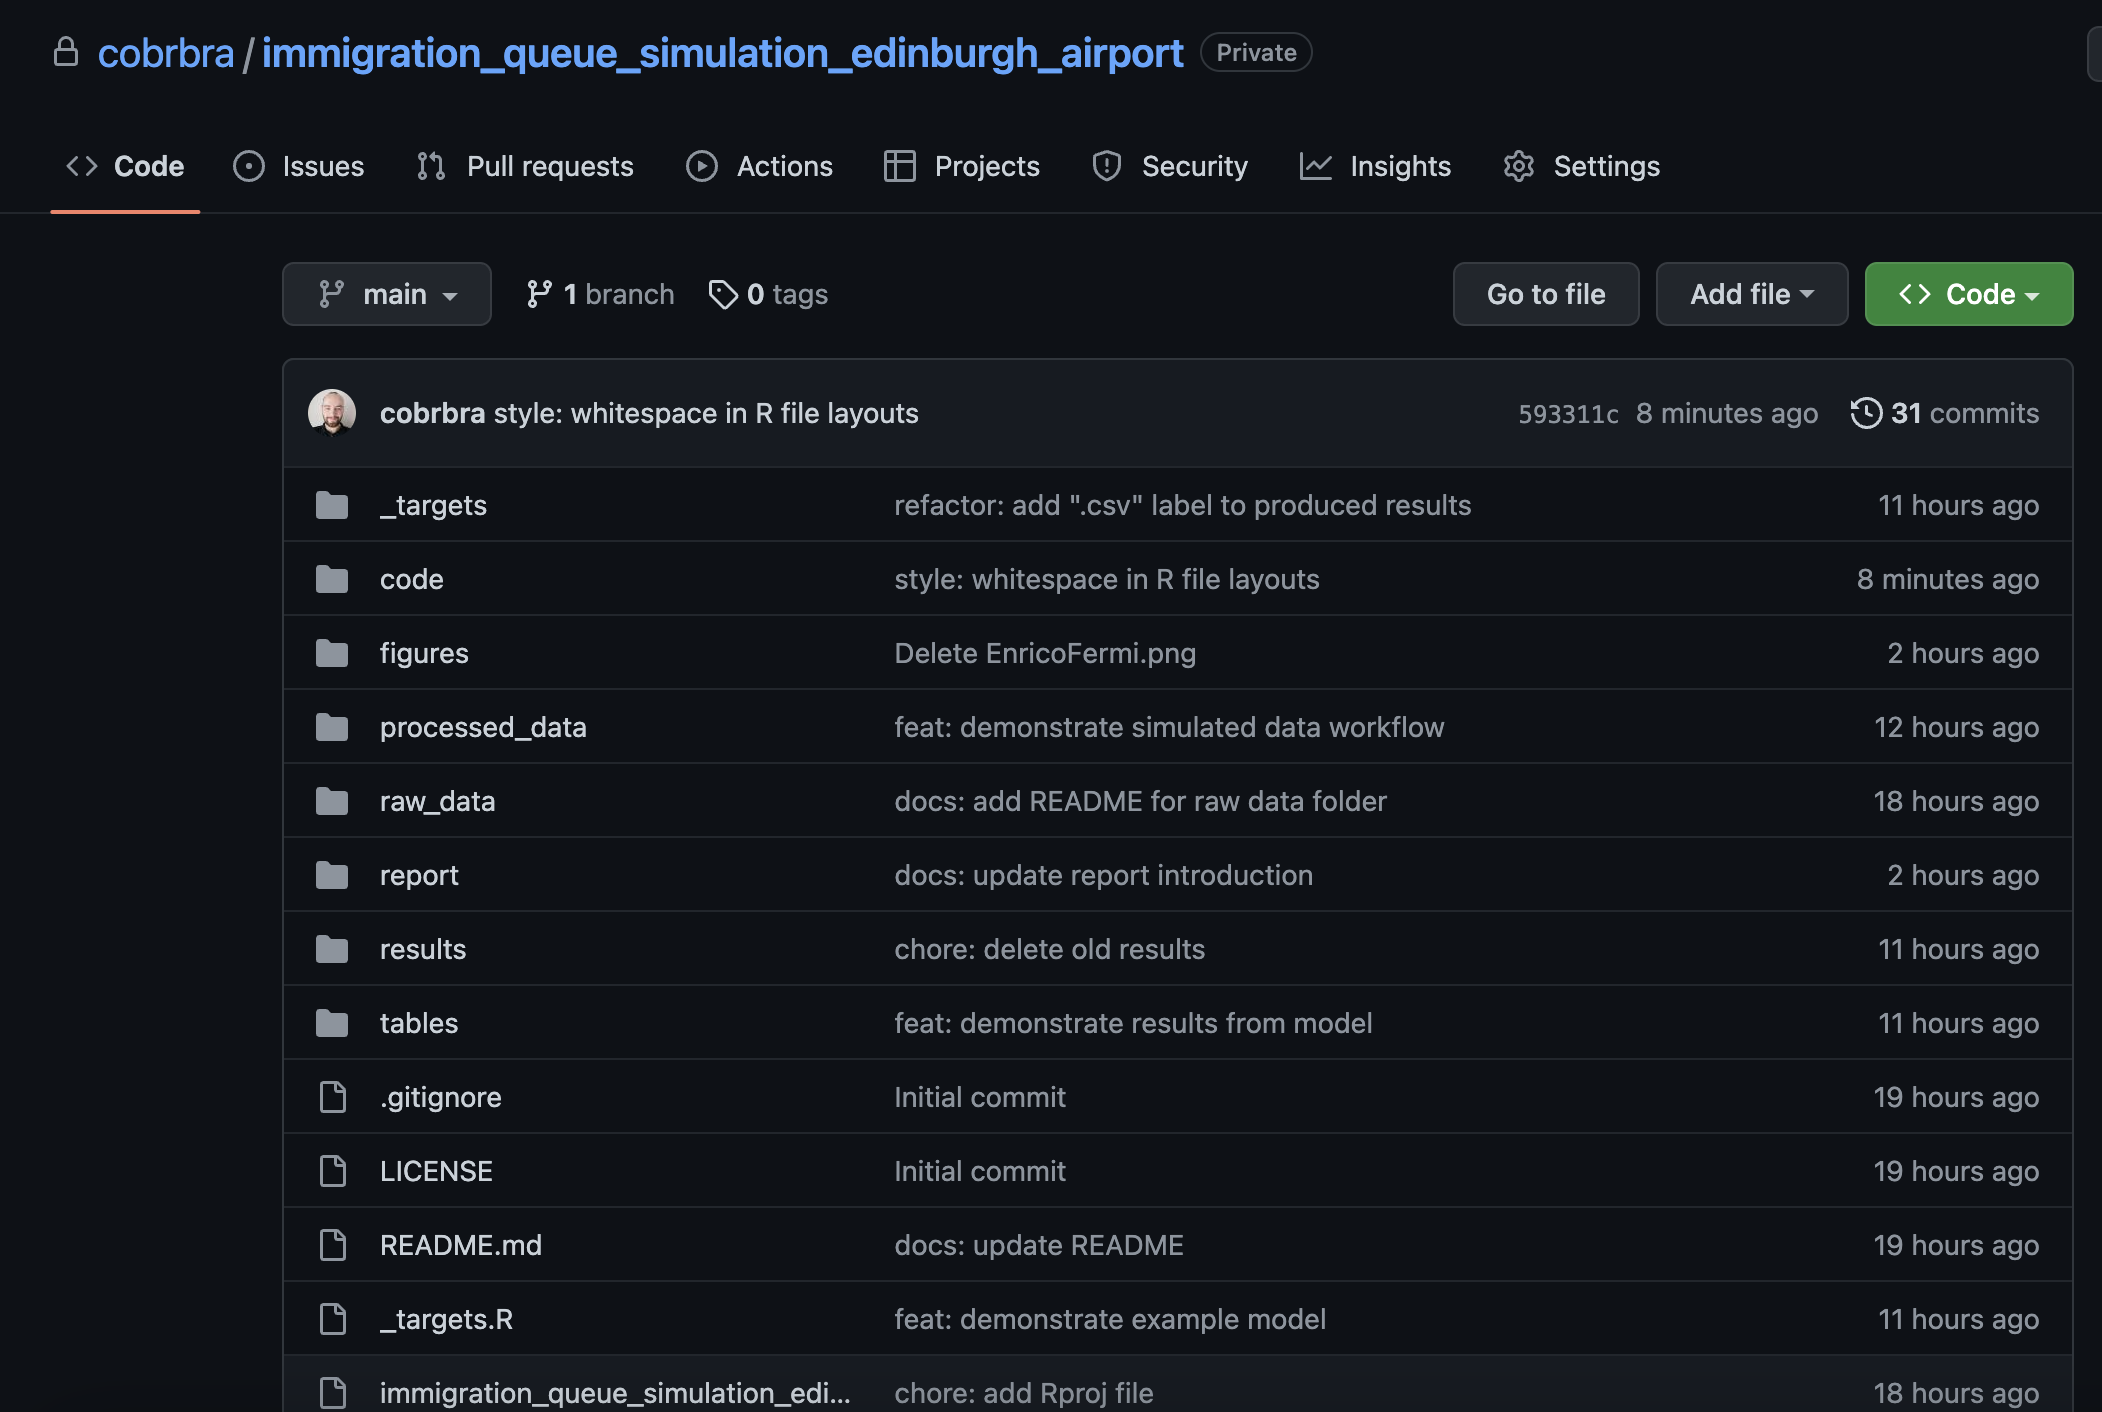 cobrbra / immigration_queue_simulation_edinburgh_airport Private
Code Issues Pull requests Actions Projects Security Insights Settings
main 1 branch 0 tags Go to file Add file Code
cobrbra style: whitespace in R file layouts 593311c 8 minutes ago 31 commits
_targets refactor: add ".csv" label to produced results 11 hours ago
code style: whitespace in R file layouts 8 minutes ago
figures Delete EnricoFermi.png 2 hours ago
processed_data feat: demonstrate simulated data workflow 12 hours ago
raw_data docs: add README for raw data folder 18 hours ago
report docs: update report introduction 2 hours ago
results chore: delete old results 11 hours ago
tables feat: demonstrate results from model 11 hours ago
.gitignore Initial commit 19 hours ago
LICENSE Initial commit 19 hours ago
README.md docs: update README 19 hours ago
_targets.R feat: demonstrate example model 11 hours ago
immigration_queue_simulation_edi... chore: add Rproj file 18 hours ago